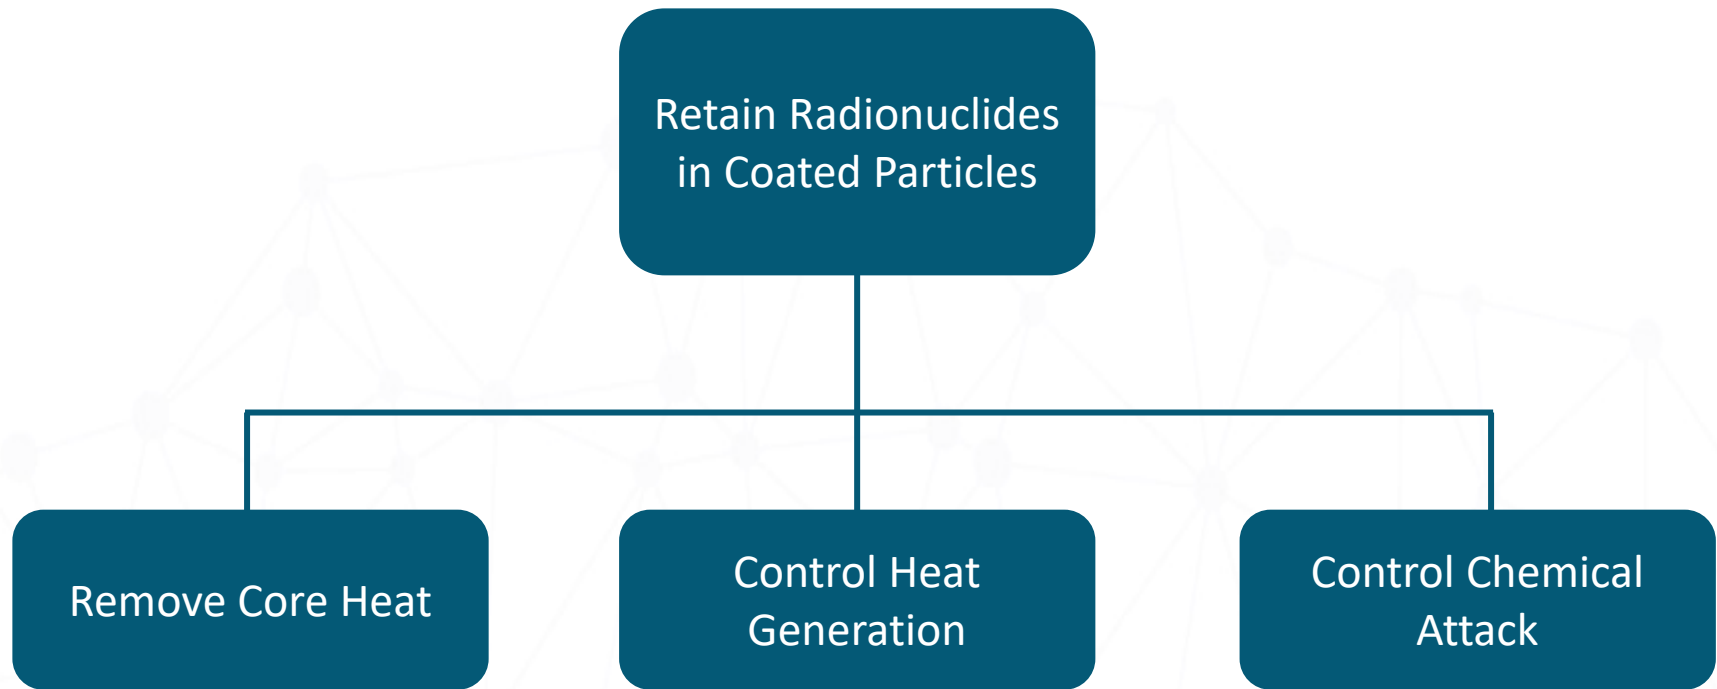 Retain Radionuclides
in Coated Particles
Remove Core Heat
Control Heat
Generation
Control Chemical
Attack